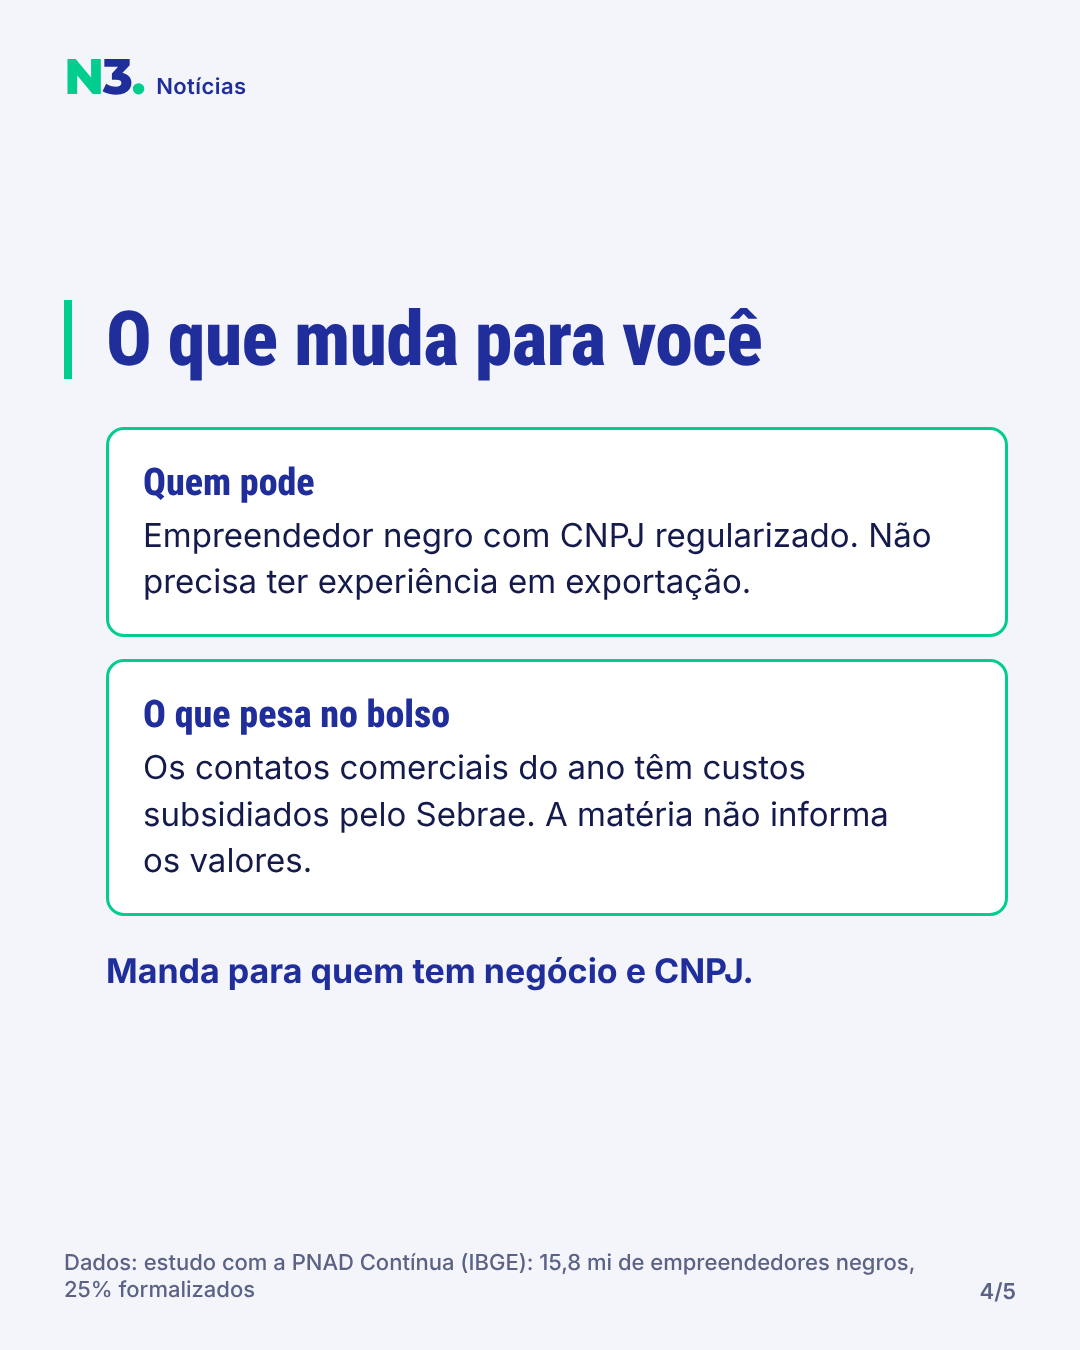 N3. Notícias
O que muda para você
Quem pode
Empreendedor negro com CNPJ regularizado. Não
precisa ter experiência em exportação.
O que pesa no bolso
Os contatos comerciais do ano têm custos
subsidiados pelo Sebrae. A matéria não informa
os valores.
Manda para quem tem negócio e CNPJ.
Dados: estudo com a PNAD Contínua (IBGE): 15,8 mi de empreendedores negros,
25% formalizados
4/5